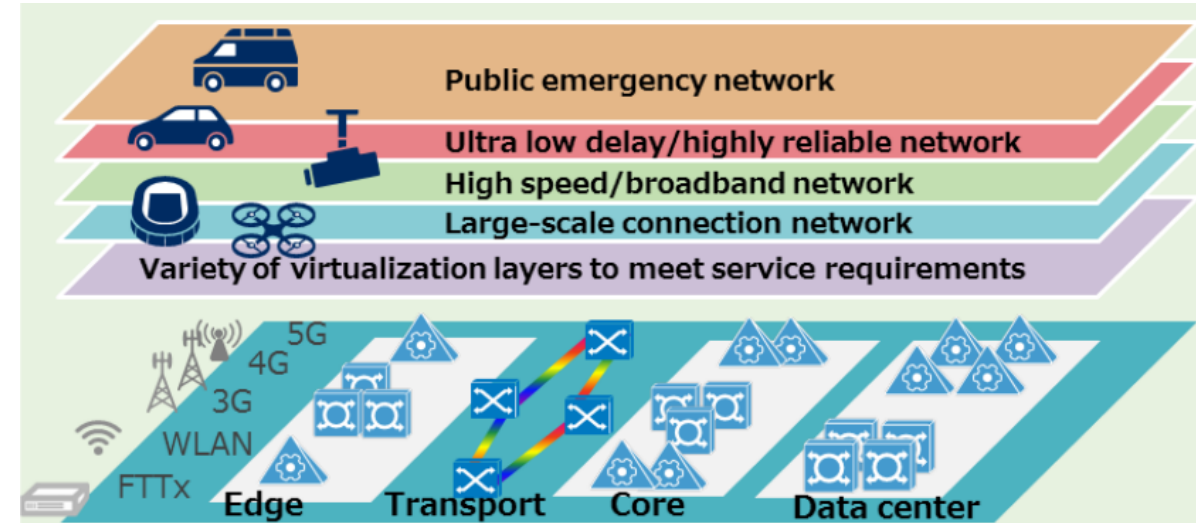 Public emergency network
Ultra low delay/highly reliable network
High speed/broadband network
Large-scale connection network
Variety of virtualization layers to meet service requirements
5G
4G
3G
WLAN
FTTx
Edge
Transport
Core
Data center